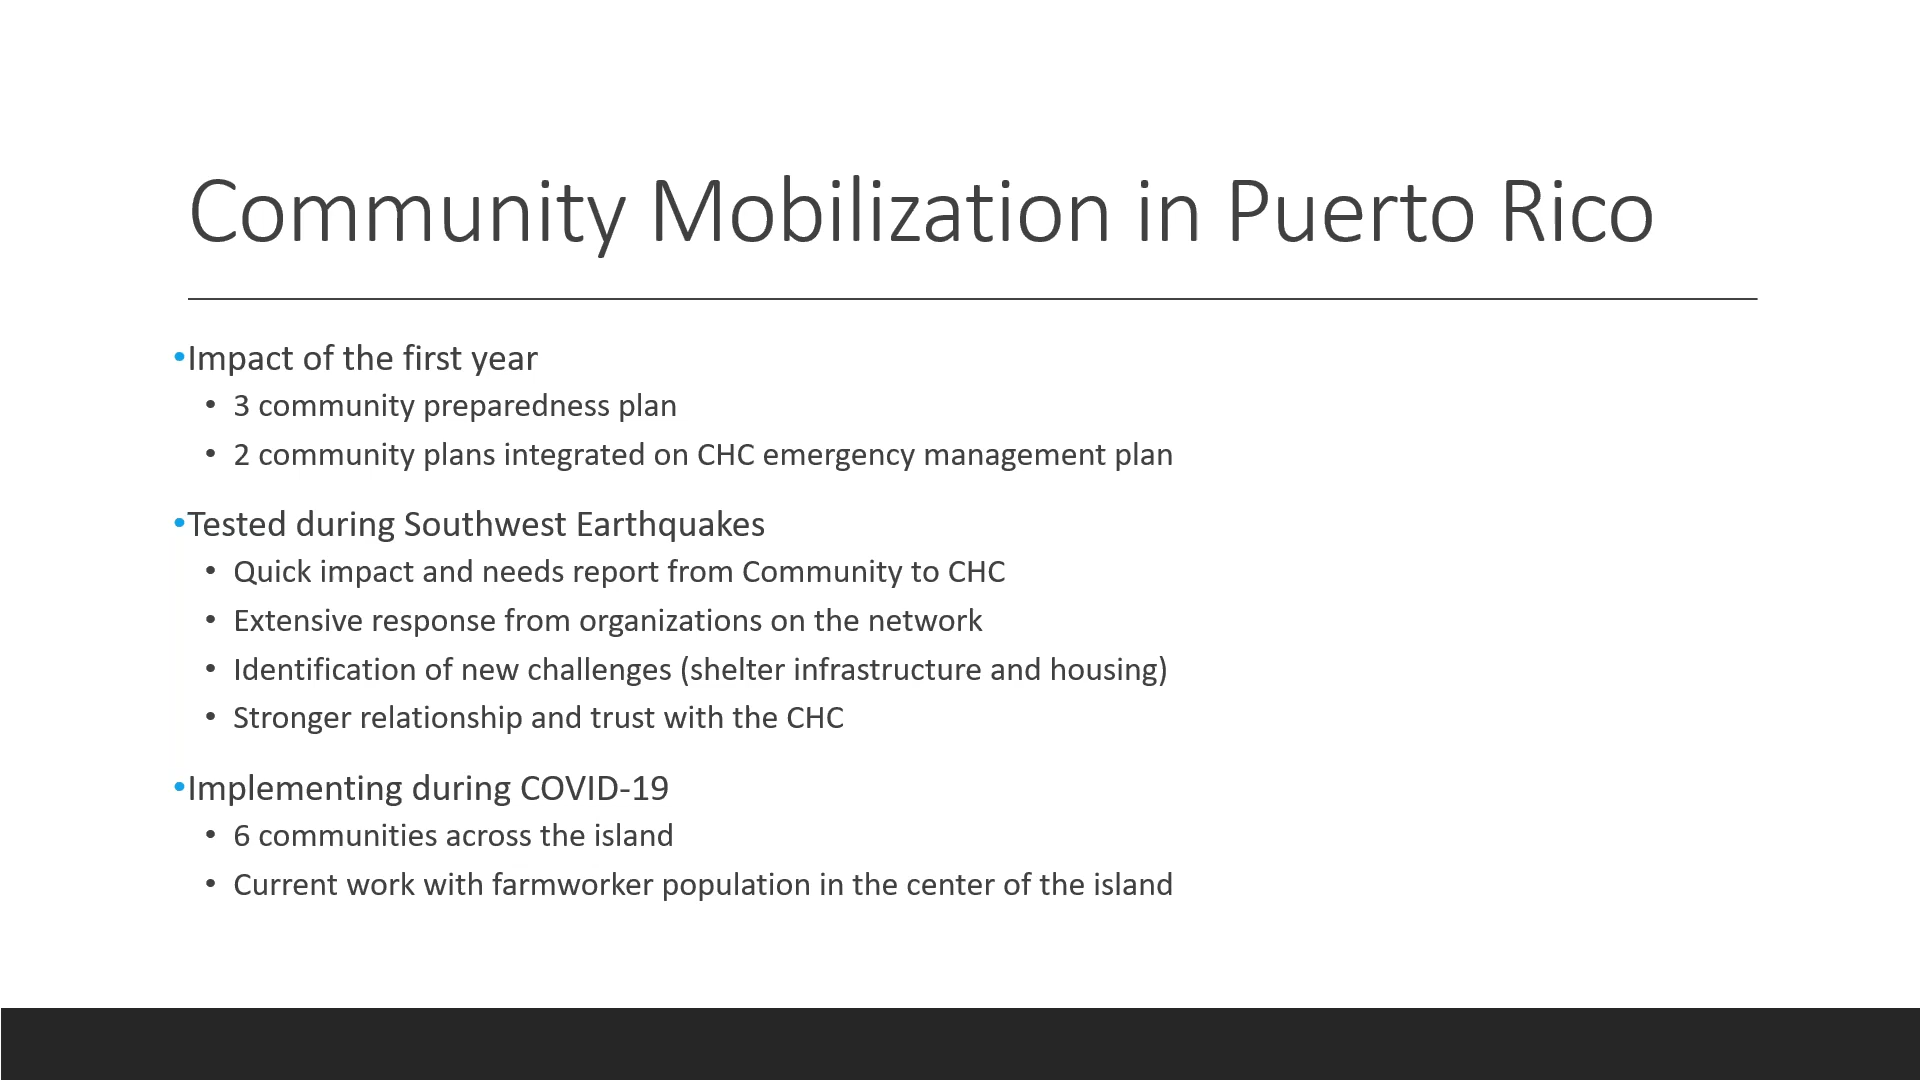 Community Mobilization in Puerto Rico
•Impact of the first year
• 3 community preparedness plan
• 2 community plans integrated on CHC emergency management plan
•Tested during Southwest Earthquakes
• Quick impact and needs report from Community to CHC
• Extensive response from organizations on the network
• Identification of new challenges (shelter infrastructure and housing)
• Stronger relationship and trust with the CHC
•Implementing during COVID-19
• 6 communities across the island
• Current work with farmworker population in the center of the island